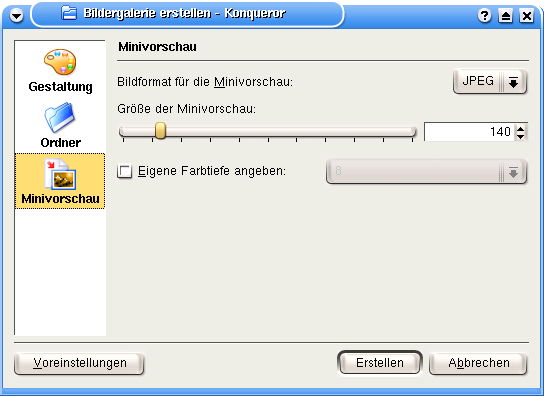 Bildergalerie erstellen - Konqueror
Minivorschau
Gestaltung
Ordner
Minivorschau
Bildformat für die Minivorschau:
JPEG
Größe der Minivorschau:
140
Eigene Farbtiefe angeben:
8
Voreinstellungen
Erstellen
Abbrechen